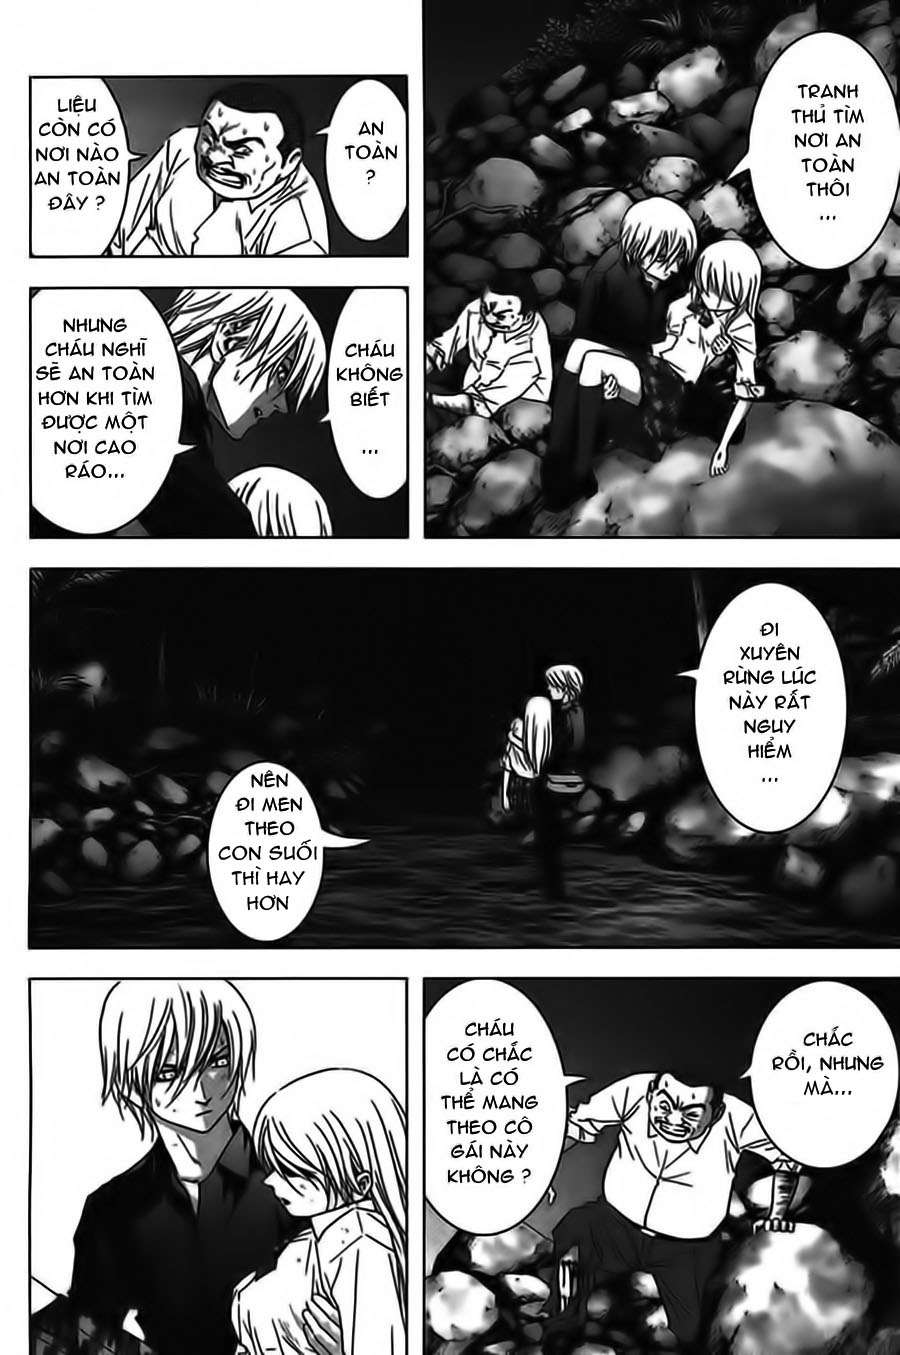 TRANH
THỦ TÌM
NƠI AN
TOÀN
THÔI
...
AN
TOÀN
?
LIỆU
CÒN CÓ
NƠI NÀO
AN TOÀN
ĐÂY ?
CHÁU
KHÔNG
BIẾT
...
NHƯNG
CHÁU NGHĨ
SẼ AN TOÀN
HƠN KHI TÌM
ĐƯỢC MỘT
NƠI CAO
RÁO...
ĐI
XUYÊN
RỪNG LÚC
NÀY RẤT
NGUY
HIỂM
...
NÊN
ĐI MEN
THEO
CON SUỐI
THÌ HAY
HƠN
CHẮC
RỒI, NHƯNG
MÀ...
CHÁU
CÓ CHẮC
LÀ CÓ
THỂ MANG
THEO CÔ
GÁI NÀY
KHÔNG ?